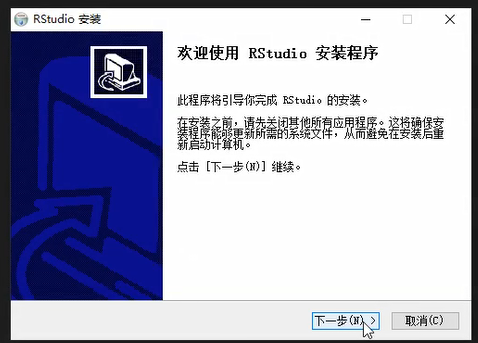 RStudio 安装
欢迎使用 RStudio 安装程序
此程序将引导你完成 RStudio 的安装。
在安装之前，请先关闭其他所有应用程序。这将确保安
装程序能够更新所需的系统文件，从而避免在安装后重
新启动计算机。
点击 [下一步(N)] 继续。
下一步(N) >
取消(C)